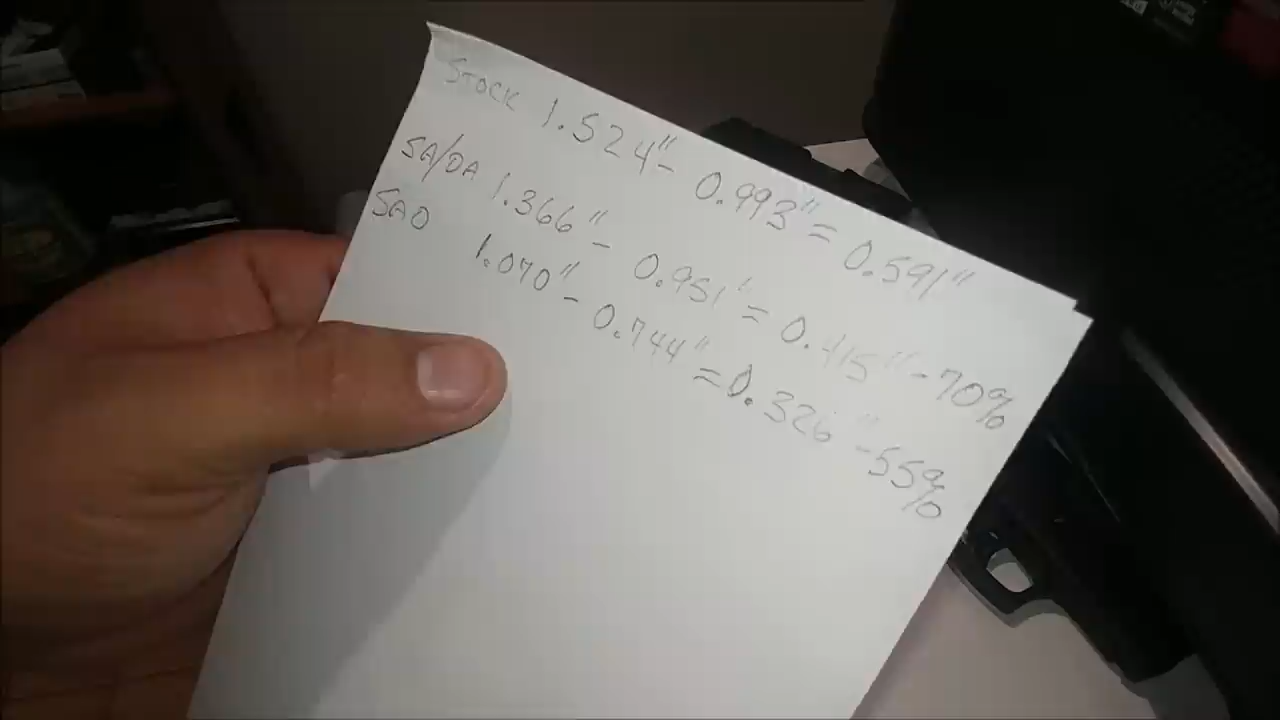 STOCK 1.524" - 0.993" = 0.591"
SA/DA 1.366" - 0.951" = 0.415" - 70%
SAO 1.070" - 0.744" = 0.326" - 55%